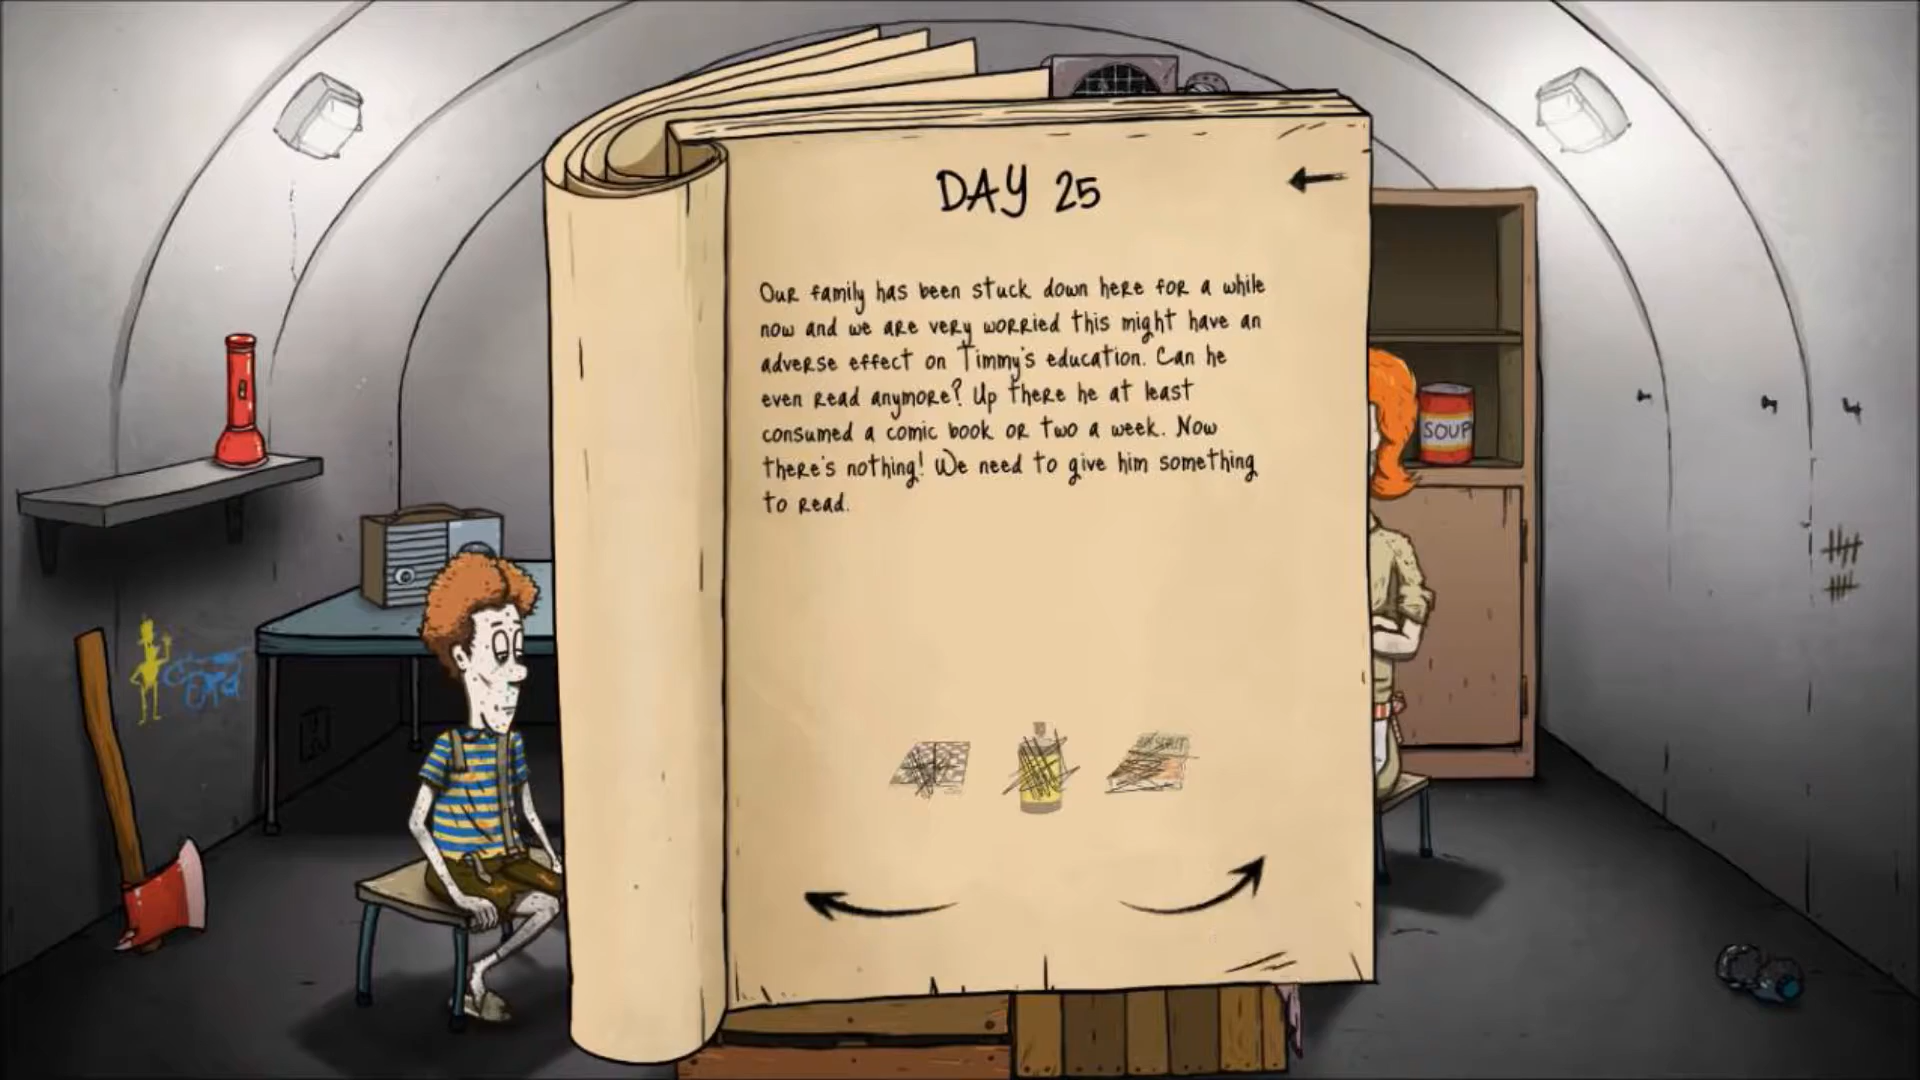 DAY 25
Our family has been stuck down here for a while
now and we are very worried this might have an
adverse effect on Timmy's education. Can he
even read anymore? Up there he at least
consumed a comic book or two a week. Now
there's nothing! We need to give him something
to read.
SOUP